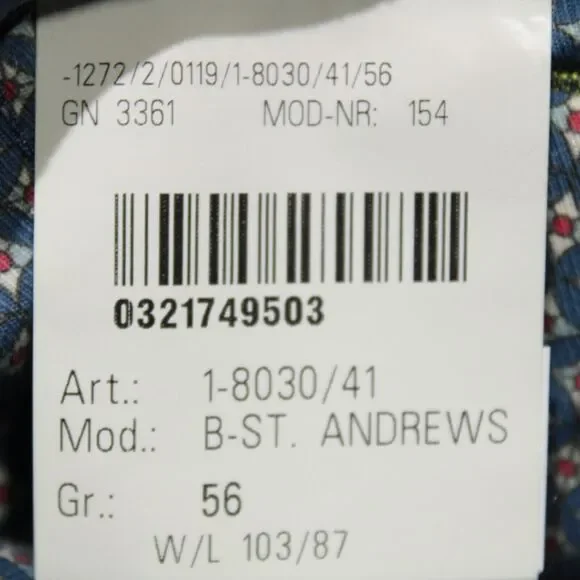 -1272/2/0119/1-8030/41/56
GN 3361 MOD-NR: 154
0321749503
Art.: 1-8030/41
Mod.: B-ST. ANDREWS
Gr.: 56
W/L 103/87